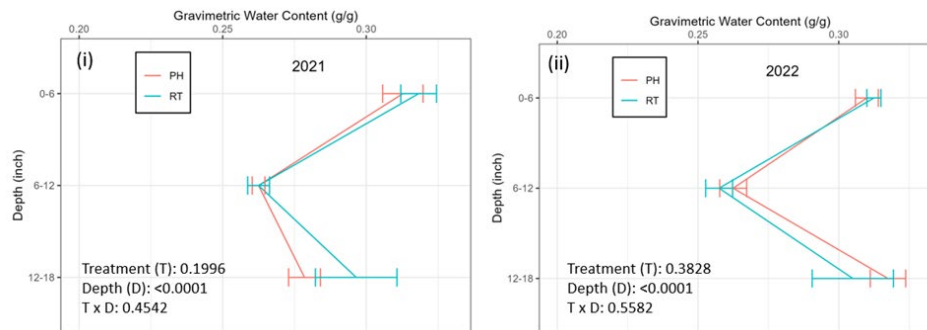 Gravimetric Water Content (g/g)
0.20 0.25 0.30
(i)
PH
RT
2021
Depth (inch)
0-6
6-12
12-18
Treatment (T): 0.1996
Depth (D): <0.0001
T x D: 0.4542
Gravimetric Water Content (g/g)
0.20 0.25 0.30
(ii)
PH
RT
2022
Depth (inch)
0-6
6-12
12-18
Treatment (T): 0.3828
Depth (D): <0.0001
T x D: 0.5582